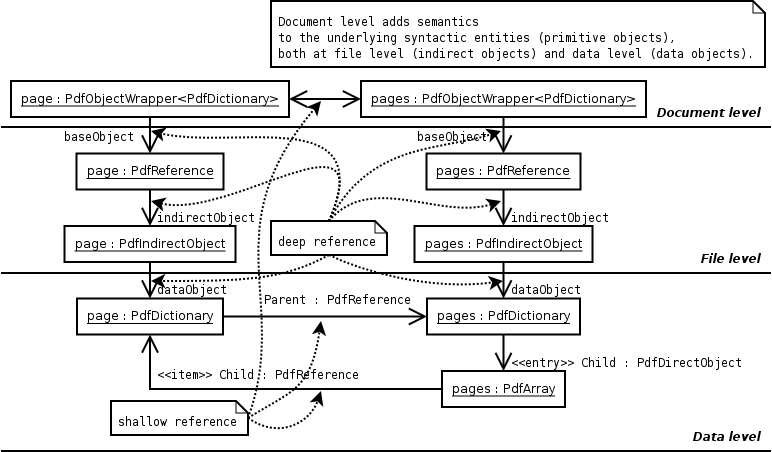 Document level adds semantics
to the underlying syntactic entities (primitive objects),
both at file level (indirect objects) and data level (data objects).
page : PdfObjectWrapper<PdfDictionary>
pages : PdfObjectWrapper<PdfDictionary>
Document level
baseObject
baseObject
page : PdfReference
pages : PdfReference
indirectObject
indirectObject
page : PdfIndirectObject
deep reference
pages : PdfIndirectObject
File level
dataObject
dataObject
Parent : PdfReference
page : PdfDictionary
pages : PdfDictionary
<<entry>> Child : PdfDirectObject
<<item>> Child : PdfReference
pages : PdfArray
shallow reference
Data level